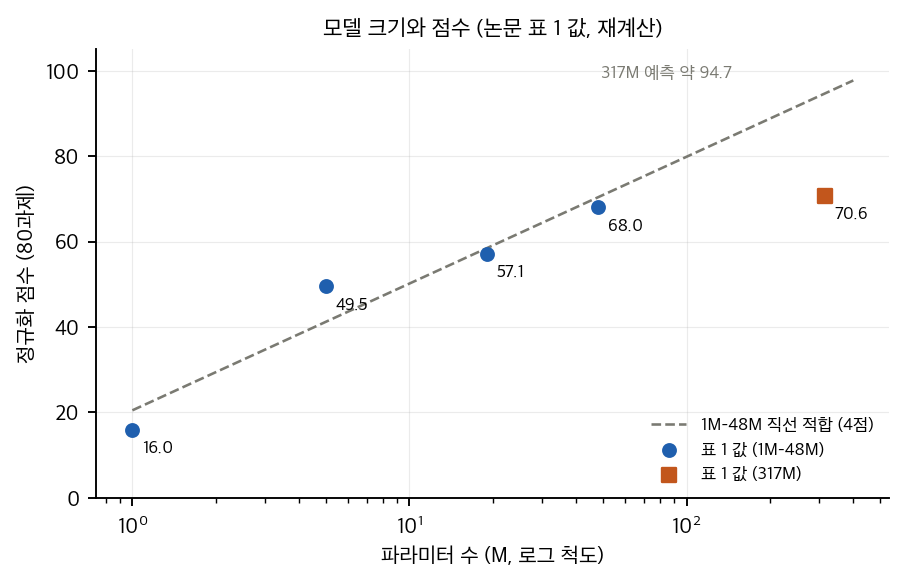 모델 크기와 점수 (논문 표 1 값, 재계산)
317M 예측 약 94.7
정규화 점수 (80과제)
100
80
60
40
20
0
16.0
49.5
57.1
68.0
70.6
1M-48M 직선 적합 (4점)
표 1 값 (1M-48M)
표 1 값 (317M)
10⁰
10¹
10²
파라미터 수 (M, 로그 척도)